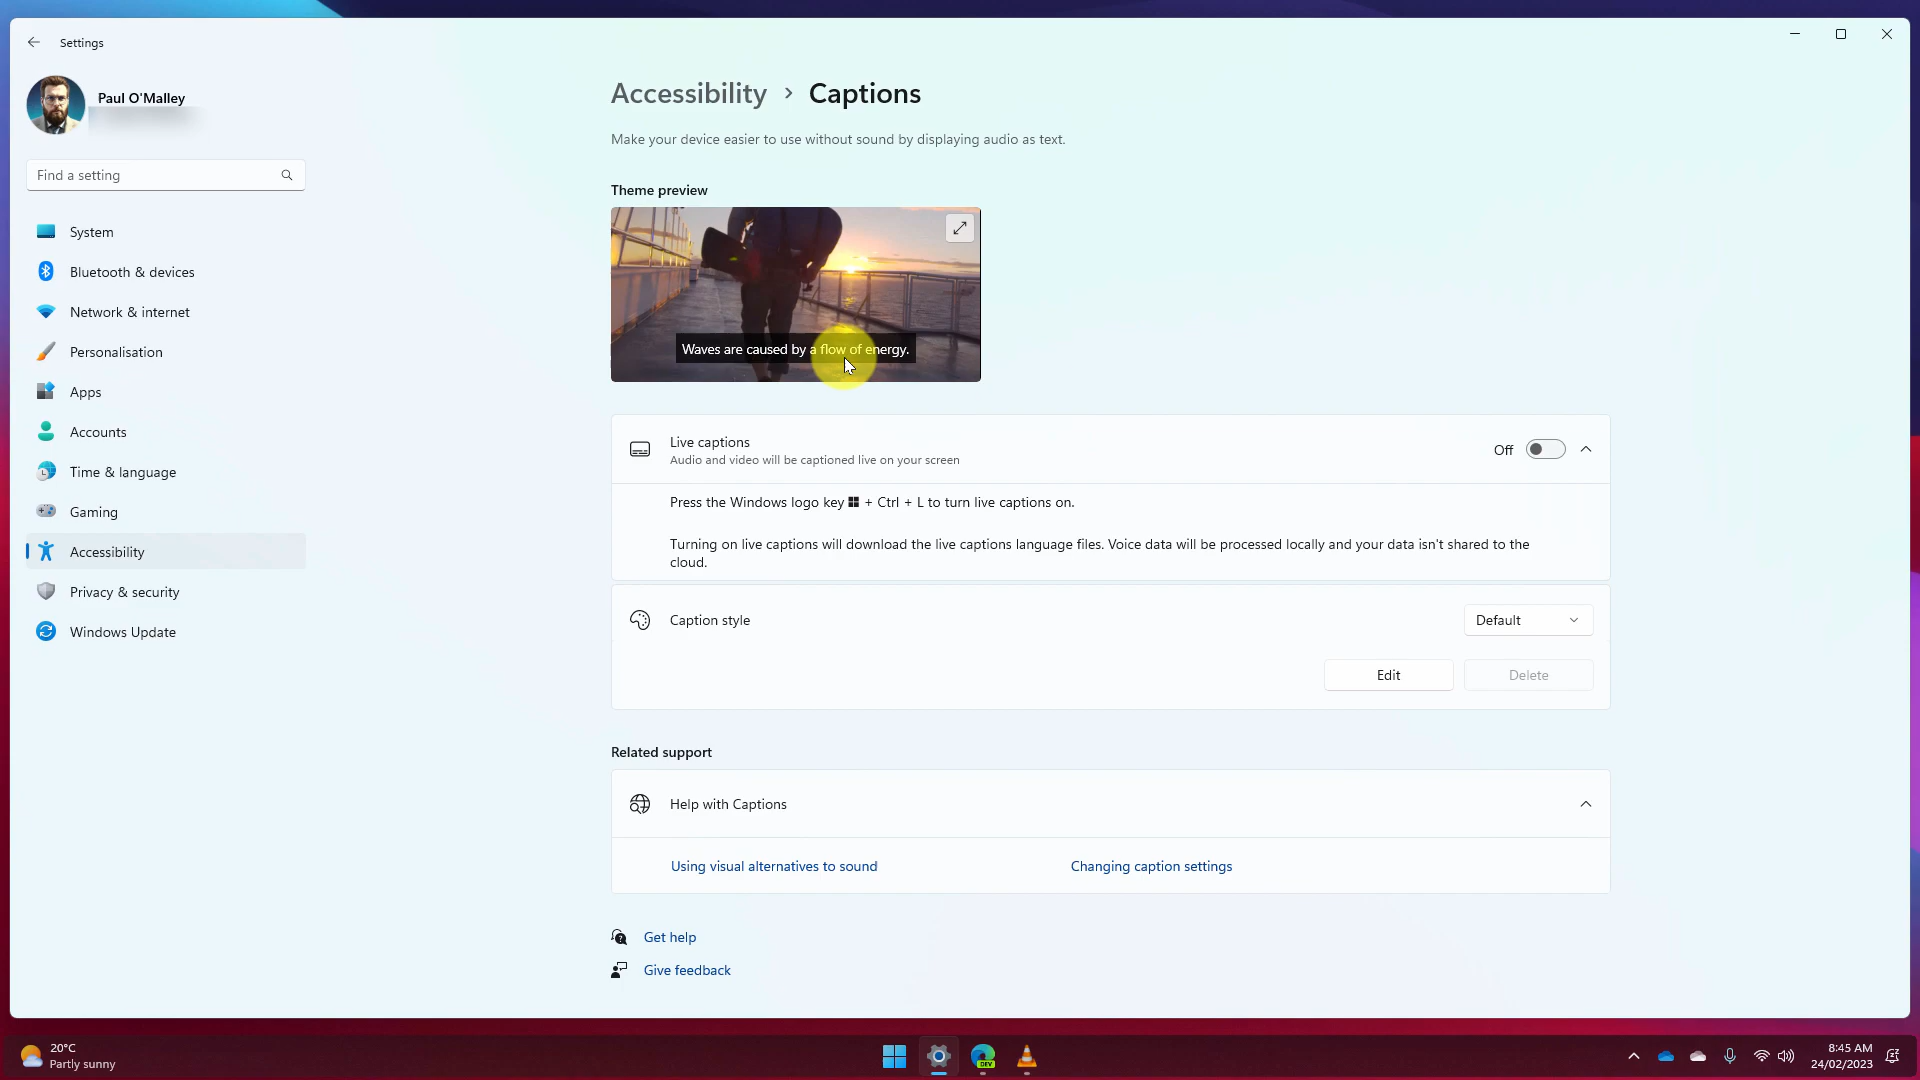 Settings
Paul O'Malley
Find a setting
System
Bluetooth & devices
Network & internet
Personalisation
Apps
Accounts
Time & language
Gaming
Accessibility
Privacy & security
Windows Update
Accessibility > Captions
Make your device easier to use without sound by displaying audio as text.
Theme preview
Waves are caused by a flow of energy.
Live captions
Audio and video will be captioned live on your screen
Off
Press the Windows logo key + Ctrl + L to turn live captions on.
Turning on live captions will download the live captions language files. Voice data will be processed locally and your data isn't shared to the
cloud.
Caption style
Default
Edit
Delete
Related support
Help with Captions
Using visual alternatives to sound
Changing caption settings
Get help
Give feedback
20°C
Partly sunny
DEV
8:45 AM
24/02/2023